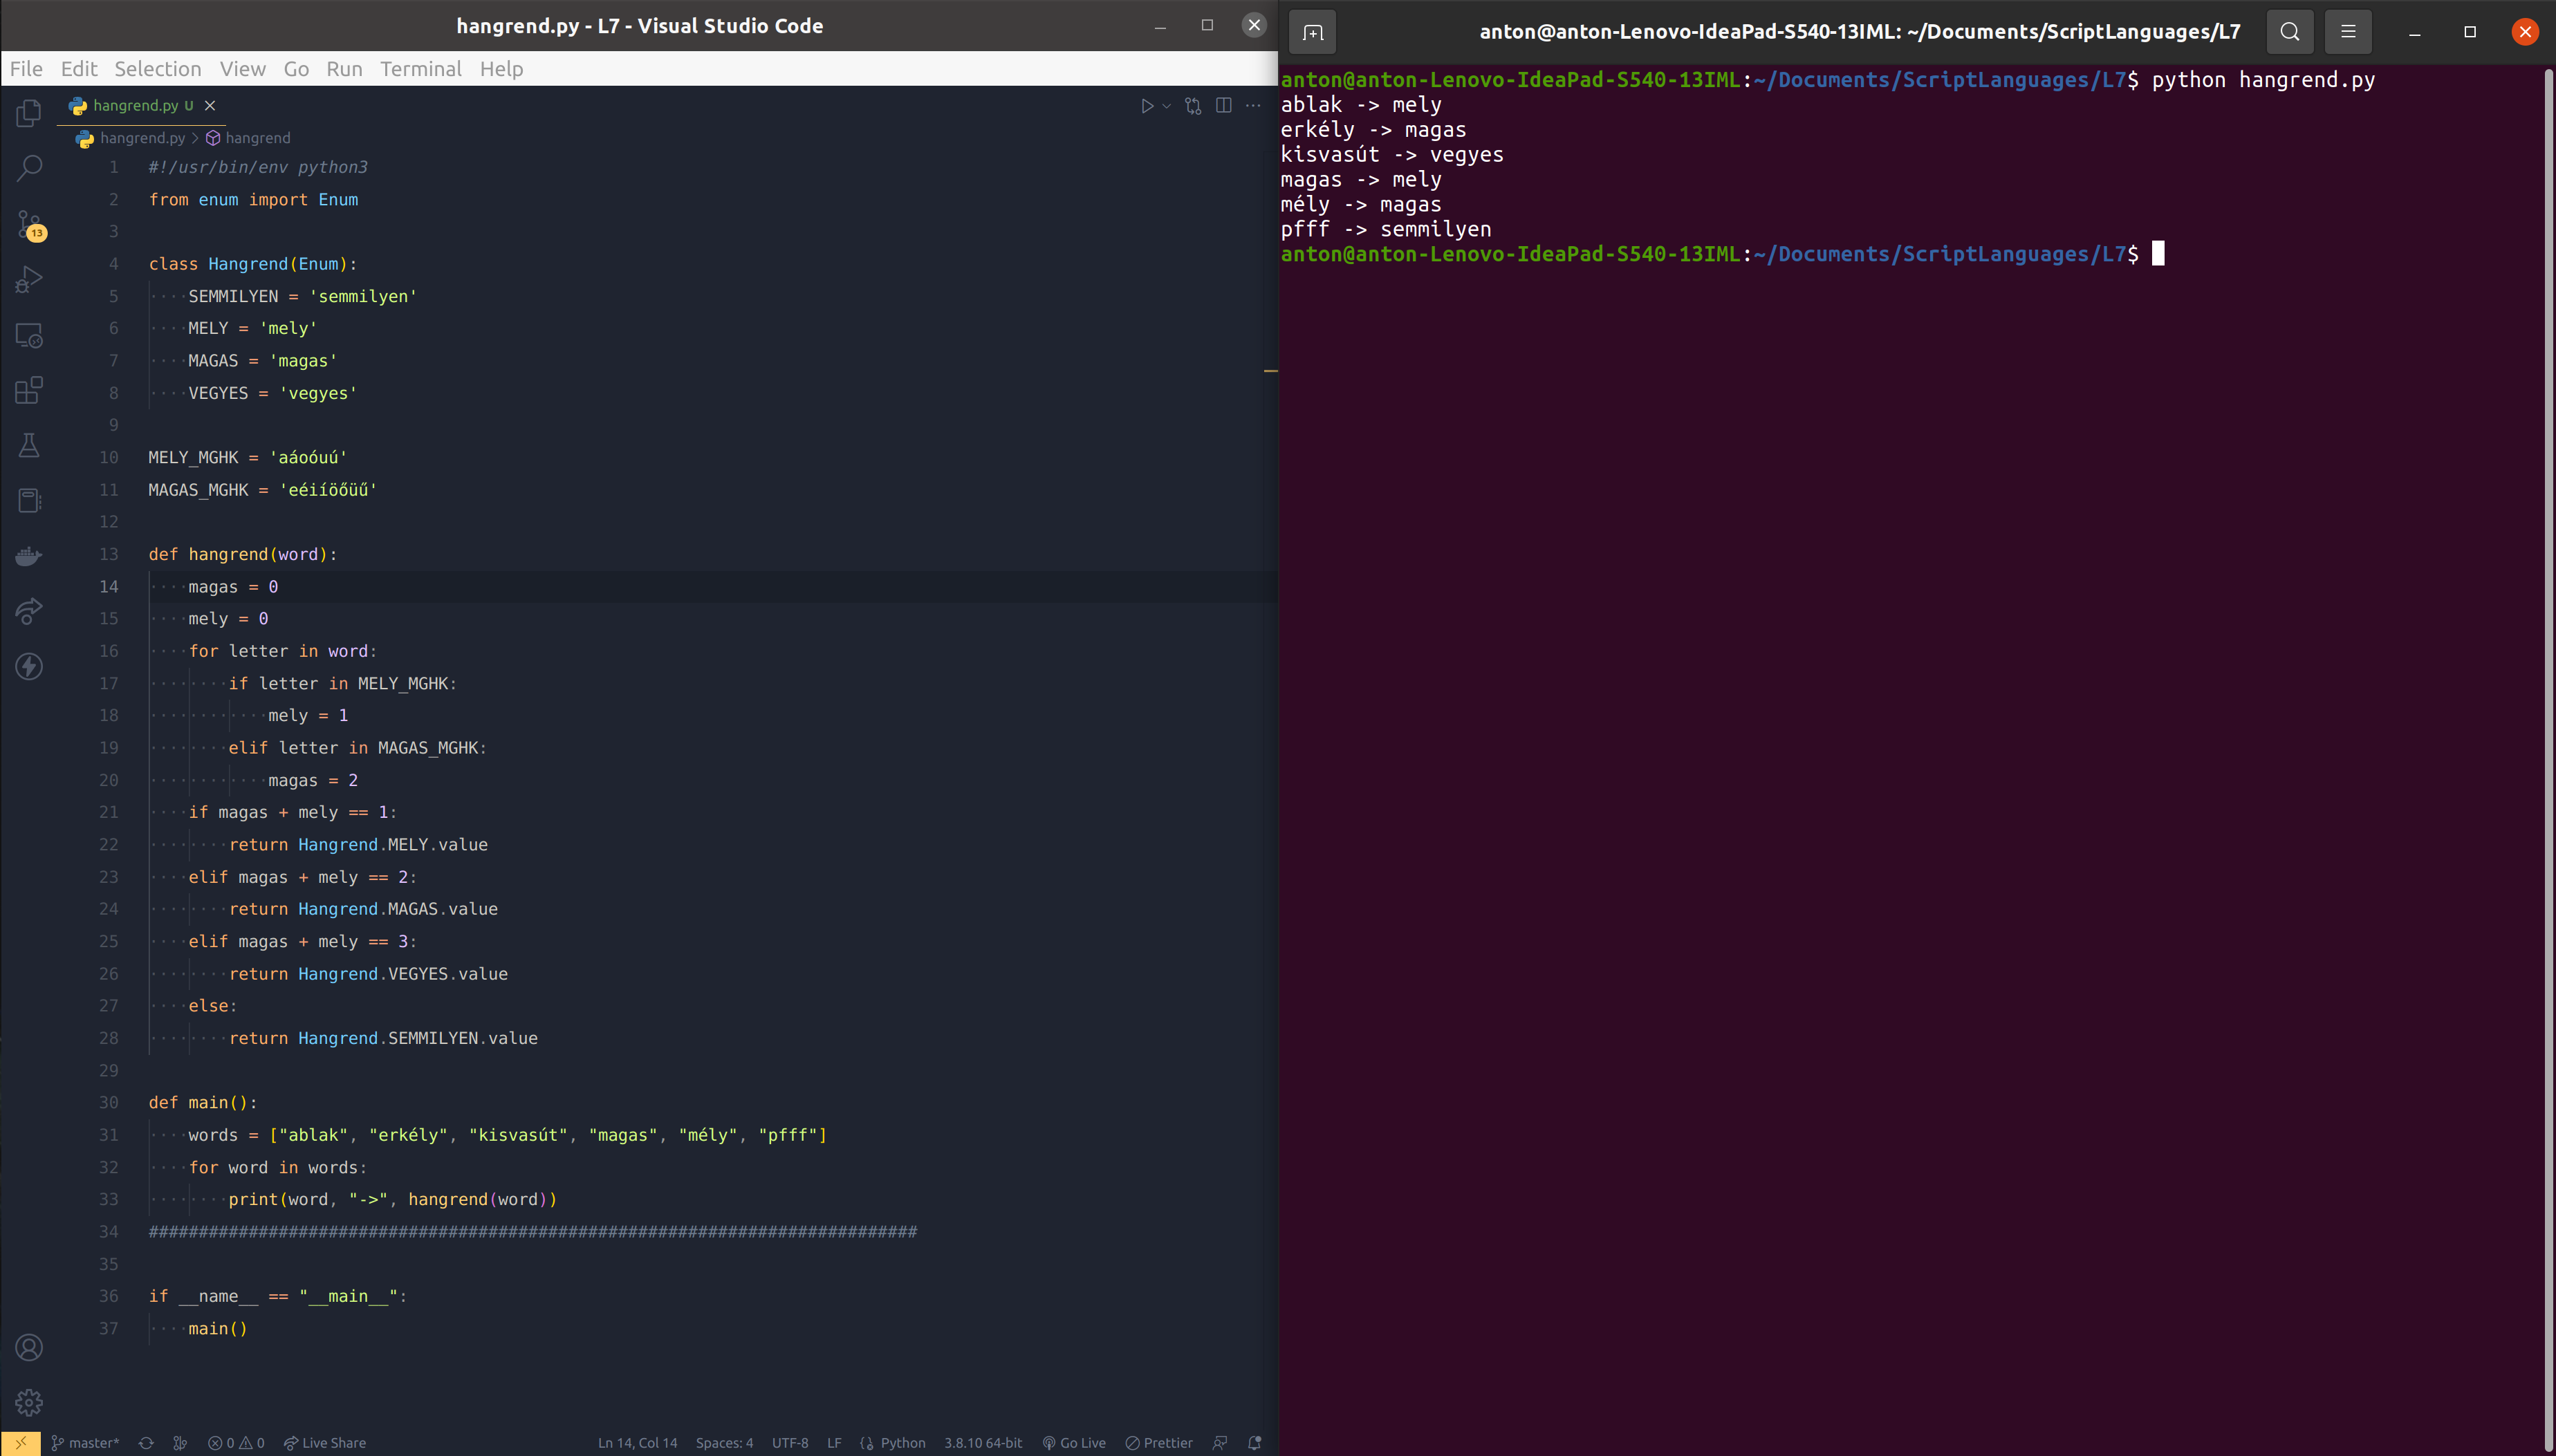 hangrend.py - L7 - Visual Studio Code
File Edit Selection View Go Run Terminal Help
hangrend.py U
hangrend.py > hangrend
1 #!/usr/bin/env python3
2 from enum import Enum
3
4 class Hangrend(Enum):
5     SEMMILYEN = 'semmilyen'
6     MELY = 'mely'
7     MAGAS = 'magas'
8     VEGYES = 'vegyes'
9
10 MELY_MGHK = 'aáoóuú'
11 MAGAS_MGHK = 'eéiíöőüű'
12
13 def hangrend(word):
14     magas = 0
15     mely = 0
16     for letter in word:
17         if letter in MELY_MGHK:
18             mely = 1
19         elif letter in MAGAS_MGHK:
20             magas = 2
21     if magas + mely == 1:
22         return Hangrend.MELY.value
23     elif magas + mely == 2:
24         return Hangrend.MAGAS.value
25     elif magas + mely == 3:
26         return Hangrend.VEGYES.value
27     else:
28         return Hangrend.SEMMILYEN.value
29
30 def main():
31     words = ["ablak", "erkély", "kisvasút", "magas", "mély", "pfff"]
32     for word in words:
33         print(word, "->", hangrend(word))
34 #############################################################################
35
36 if __name__ == "__main__":
37     main()
13
master* 0 0 Live Share Ln 14, Col 14 Spaces: 4 UTF-8 LF Python 3.8.10 64-bit Go Live Prettier
anton@anton-Lenovo-IdeaPad-S540-13IML: ~/Documents/ScriptLanguages/L7
anton@anton-Lenovo-IdeaPad-S540-13IML:~/Documents/ScriptLanguages/L7$ python hangrend.py
ablak -> mely
erkély -> magas
kisvasút -> vegyes
magas -> mely
mély -> magas
pfff -> semmilyen
anton@anton-Lenovo-IdeaPad-S540-13IML:~/Documents/ScriptLanguages/L7$